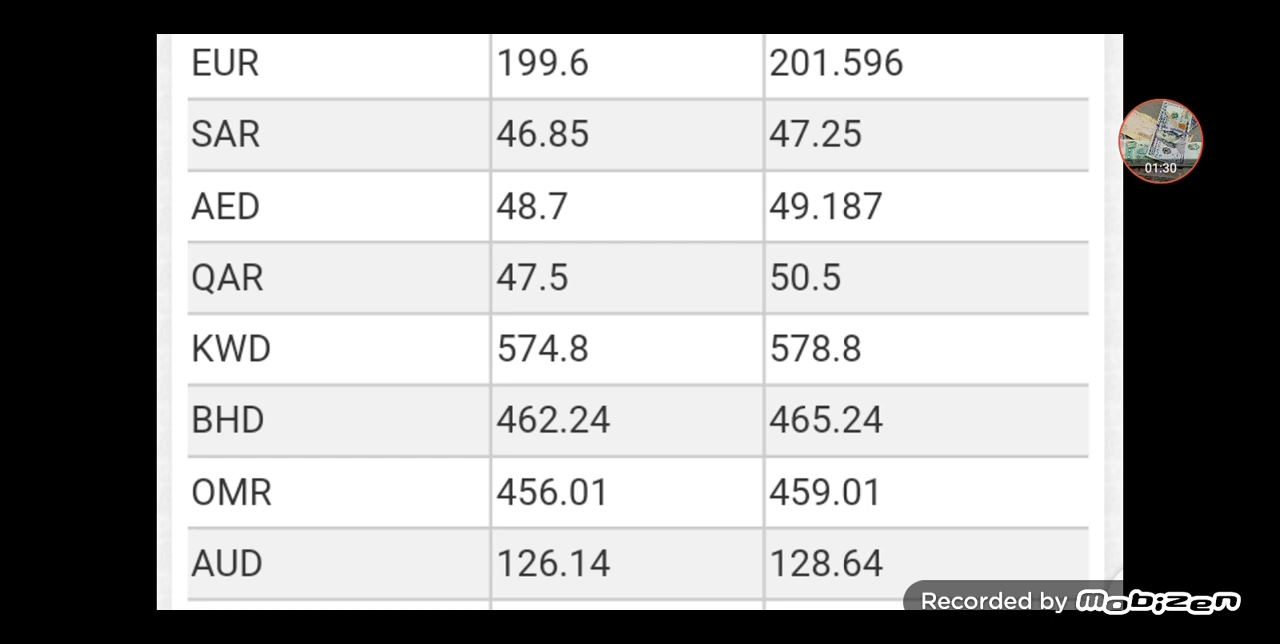 EUR 199.6 201.596
SAR 46.85 47.25
01:30
AED 48.7 49.187
QAR 47.5 50.5
KWD 574.8 578.8
BHD 462.24 465.24
OMR 456.01 459.01
AUD 126.14 128.64
Recorded by mobizen